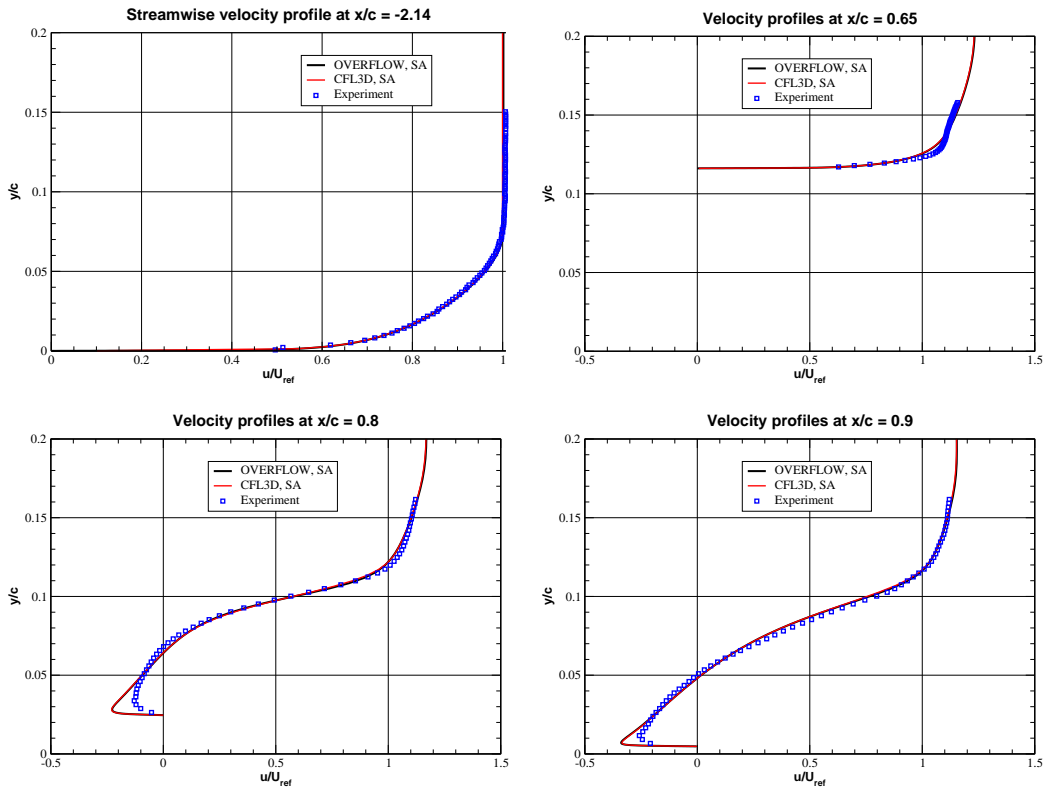 Streamwise velocity profile at x/c = -2.14
0.2
0.15
0.1
0.05
0
y/c
OVERFLOW, SA
CFL3D, SA
Experiment
0 0.2 0.4 0.6 0.8 1
u/U_ref
Velocity profiles at x/c = 0.65
0.2
0.15
0.1
0.05
0
y/c
OVERFLOW, SA
CFL3D, SA
Experiment
-0.5 0 0.5 1 1.5
u/U_ref
Velocity profiles at x/c = 0.8
0.2
0.15
0.1
0.05
0
y/c
OVERFLOW, SA
CFL3D, SA
Experiment
-0.5 0 0.5 1 1.5
u/U_ref
Velocity profiles at x/c = 0.9
0.2
0.15
0.1
0.05
0
y/c
OVERFLOW, SA
CFL3D, SA
Experiment
-0.5 0 0.5 1 1.5
u/U_ref